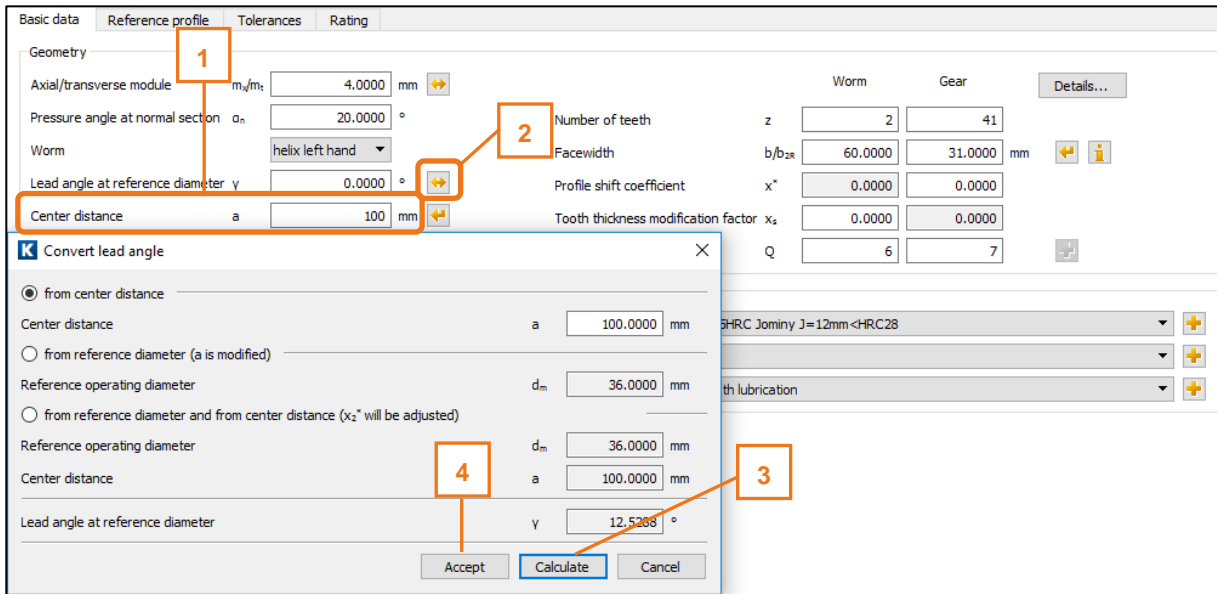 Basic data Reference profile Tolerances Rating
Geometry
1
Worm Gear Details...
Axial/transverse module mx/mt 4.0000 mm
Pressure angle at normal section αn 20.0000 °
2
Number of teeth z 2 41
Worm helix left hand
Facewidth b/b2R 60.0000 31.0000 mm
Lead angle at reference diameter γ 0.0000 °
Profile shift coefficient x* 0.0000 0.0000
Center distance a 100 mm
Tooth thickness modification factor xs 0.0000 0.0000
K Convert lead angle
Q 6 7
from center distance
Center distance a 100.0000 mm
HRC Jominy J=12mm<HRC28
from reference diameter (a is modified)
Reference operating diameter dm 36.0000 mm
th lubrication
from reference diameter and from center distance (x2* will be adjusted)
Reference operating diameter dm 36.0000 mm
4
Center distance a 100.0000 mm
3
Lead angle at reference diameter γ 12.5288 °
Accept Calculate Cancel